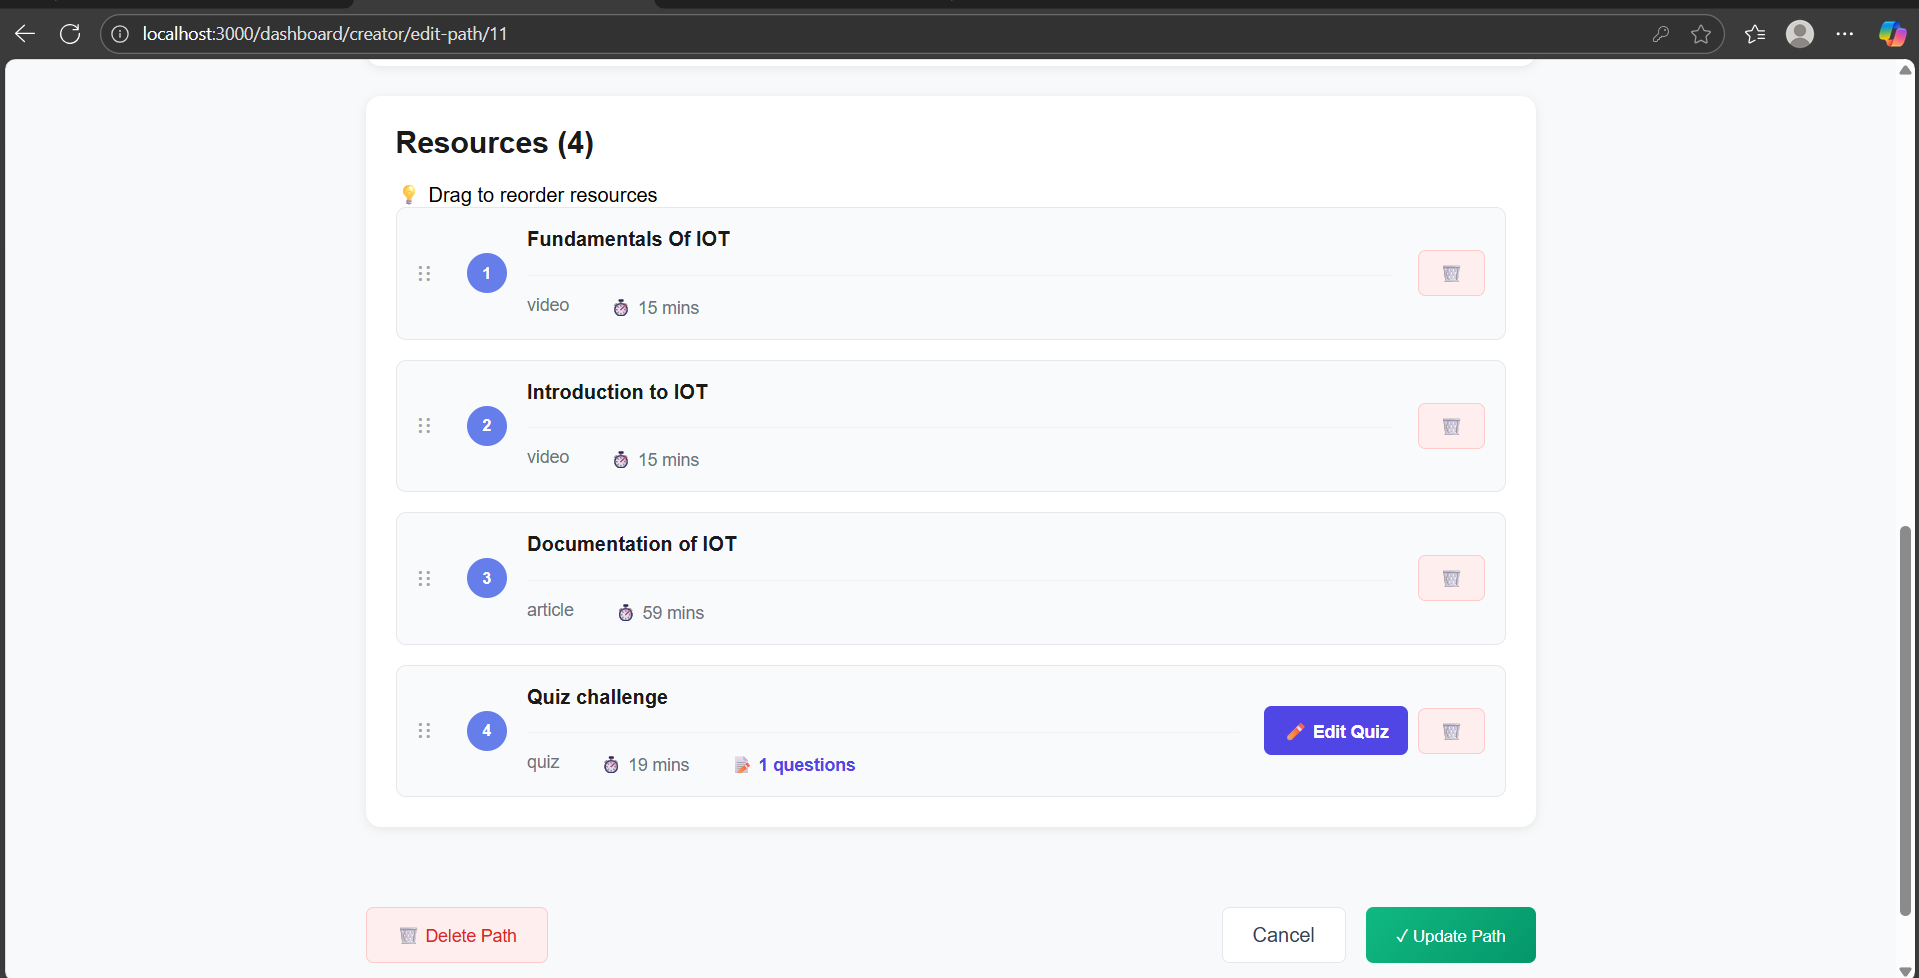 localhost:3000/dashboard/creator/edit-path/11
Resources (4)
💡 Drag to reorder resources
Fundamentals Of IOT
1
video ⏱ 15 mins
Introduction to IOT
2
video ⏱ 15 mins
Documentation of IOT
3
article ⏱ 59 mins
Quiz challenge
4
✏️ Edit Quiz
quiz ⏱ 19 mins 📝 1 questions
🗑 Delete Path
Cancel
✓ Update Path